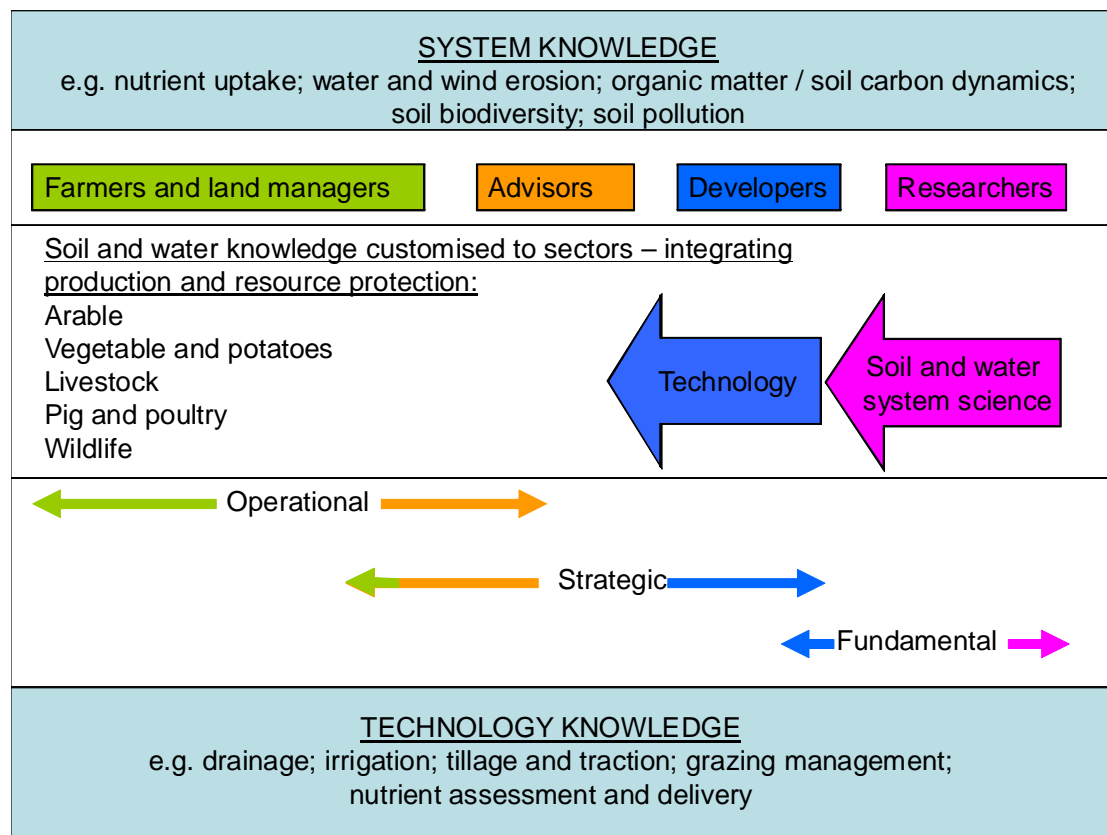 SYSTEM KNOWLEDGE
e.g. nutrient uptake; water and wind erosion; organic matter / soil carbon dynamics;
soil biodiversity; soil pollution
Farmers and land managers
Advisors
Developers
Researchers
Soil and water knowledge customised to sectors – integrating
production and resource protection:
Arable
Vegetable and potatoes
Livestock
Pig and poultry
Wildlife
Technology
Soil and water
system science
Operational
Strategic
Fundamental
TECHNOLOGY KNOWLEDGE
e.g. drainage; irrigation; tillage and traction; grazing management;
nutrient assessment and delivery